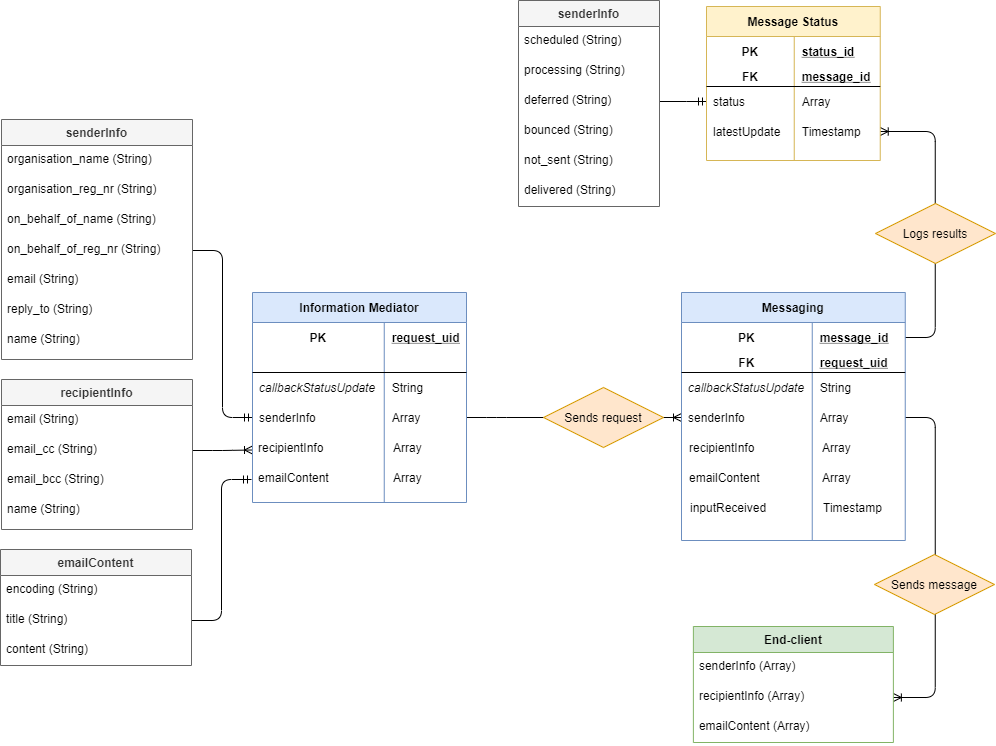 senderInfo
scheduled (String)
processing (String)
deferred (String)
bounced (String)
not_sent (String)
delivered (String)
Message Status
PK status_id
FK message_id
status Array
latestUpdate Timestamp
senderInfo
organisation_name (String)
organisation_reg_nr (String)
on_behalf_of_name (String)
on_behalf_of_reg_nr (String)
email (String)
reply_to (String)
name (String)
Logs results
Information Mediator
PK request_uid
callbackStatusUpdate String
senderInfo Array
recipientInfo Array
emailContent Array
Sends request
Messaging
PK message_id
FK request_uid
callbackStatusUpdate String
senderInfo Array
recipientInfo Array
emailContent Array
inputReceived Timestamp
recipientInfo
email (String)
email_cc (String)
email_bcc (String)
name (String)
emailContent
encoding (String)
title (String)
content (String)
Sends message
End-client
senderInfo (Array)
recipientInfo (Array)
emailContent (Array)